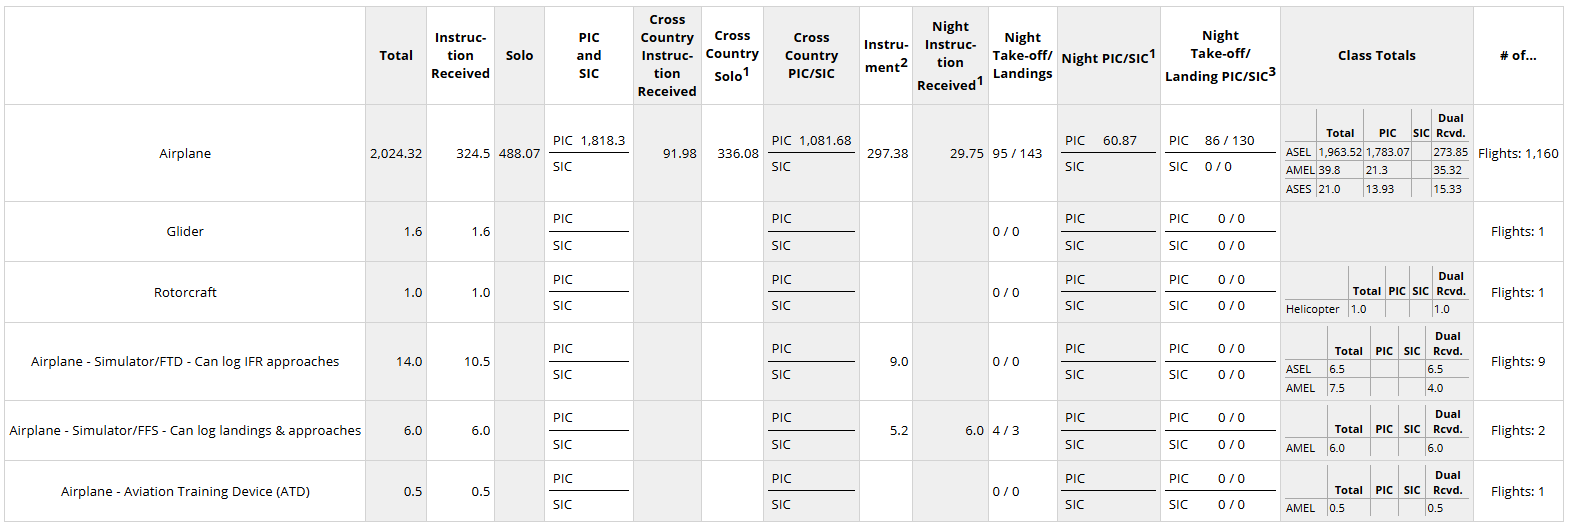 Total Instruc-tion Received Solo PIC and SIC Cross Country Instruc-tion Received Cross Country Solo1 Cross Country PIC/SIC Instru-ment2 Night Instruc-tion Received1 Night Take-off/ Landings Night PIC/SIC1 Night Take-off/ Landing PIC/SIC3 Class Totals # of...
Airplane 2,024.32 324.5 488.07 PIC 1,818.3 SIC 91.98 336.08 PIC 1,081.68 SIC 297.38 29.75 95 / 143 PIC 60.87 SIC PIC 86 / 130 SIC 0 / 0
Total PIC SIC Dual Rcvd.
ASEL 1,963.52 1,783.07 273.85
AMEL 39.8 21.3 35.32
ASES 21.0 13.93 15.33
Flights: 1,160
Glider 1.6 1.6 PIC SIC PIC SIC 0 / 0 PIC SIC PIC 0 / 0 SIC 0 / 0 Flights: 1
Rotorcraft 1.0 1.0 PIC SIC PIC SIC 0 / 0 PIC SIC PIC 0 / 0 SIC 0 / 0
Total PIC SIC Dual Rcvd.
Helicopter 1.0 1.0
Flights: 1
Airplane - Simulator/FTD - Can log IFR approaches 14.0 10.5 PIC SIC PIC SIC 9.0 0 / 0 PIC SIC PIC 0 / 0 SIC 0 / 0
Total PIC SIC Dual Rcvd.
ASEL 6.5 6.5
AMEL 7.5 4.0
Flights: 9
Airplane - Simulator/FFS - Can log landings & approaches 6.0 6.0 PIC SIC PIC SIC 5.2 6.0 4 / 3 PIC SIC PIC 0 / 0 SIC 0 / 0
Total PIC SIC Dual Rcvd.
AMEL 6.0 6.0
Flights: 2
Airplane - Aviation Training Device (ATD) 0.5 0.5 PIC SIC PIC SIC 0 / 0 PIC SIC PIC 0 / 0 SIC 0 / 0
Total PIC SIC Dual Rcvd.
AMEL 0.5 0.5
Flights: 1